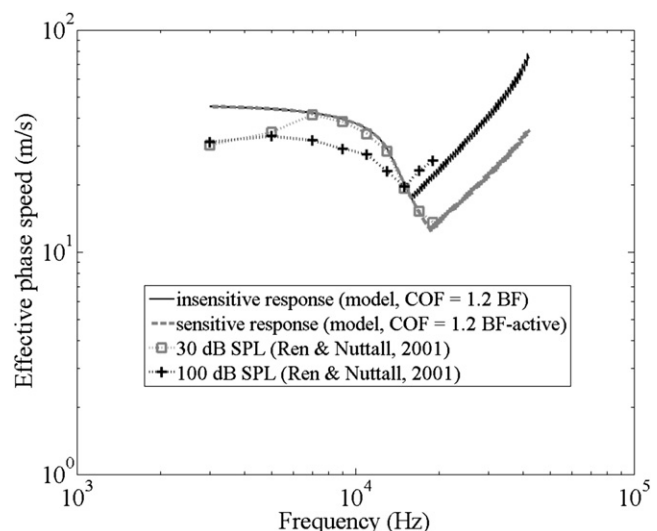 10²
10¹
10⁰
Effective phase speed (m/s)
insensitive response (model, COF = 1.2 BF)
sensitive response (model, COF = 1.2 BF-active)
30 dB SPL (Ren & Nuttall, 2001)
100 dB SPL (Ren & Nuttall, 2001)
10³ 10⁴ 10⁵
Frequency (Hz)